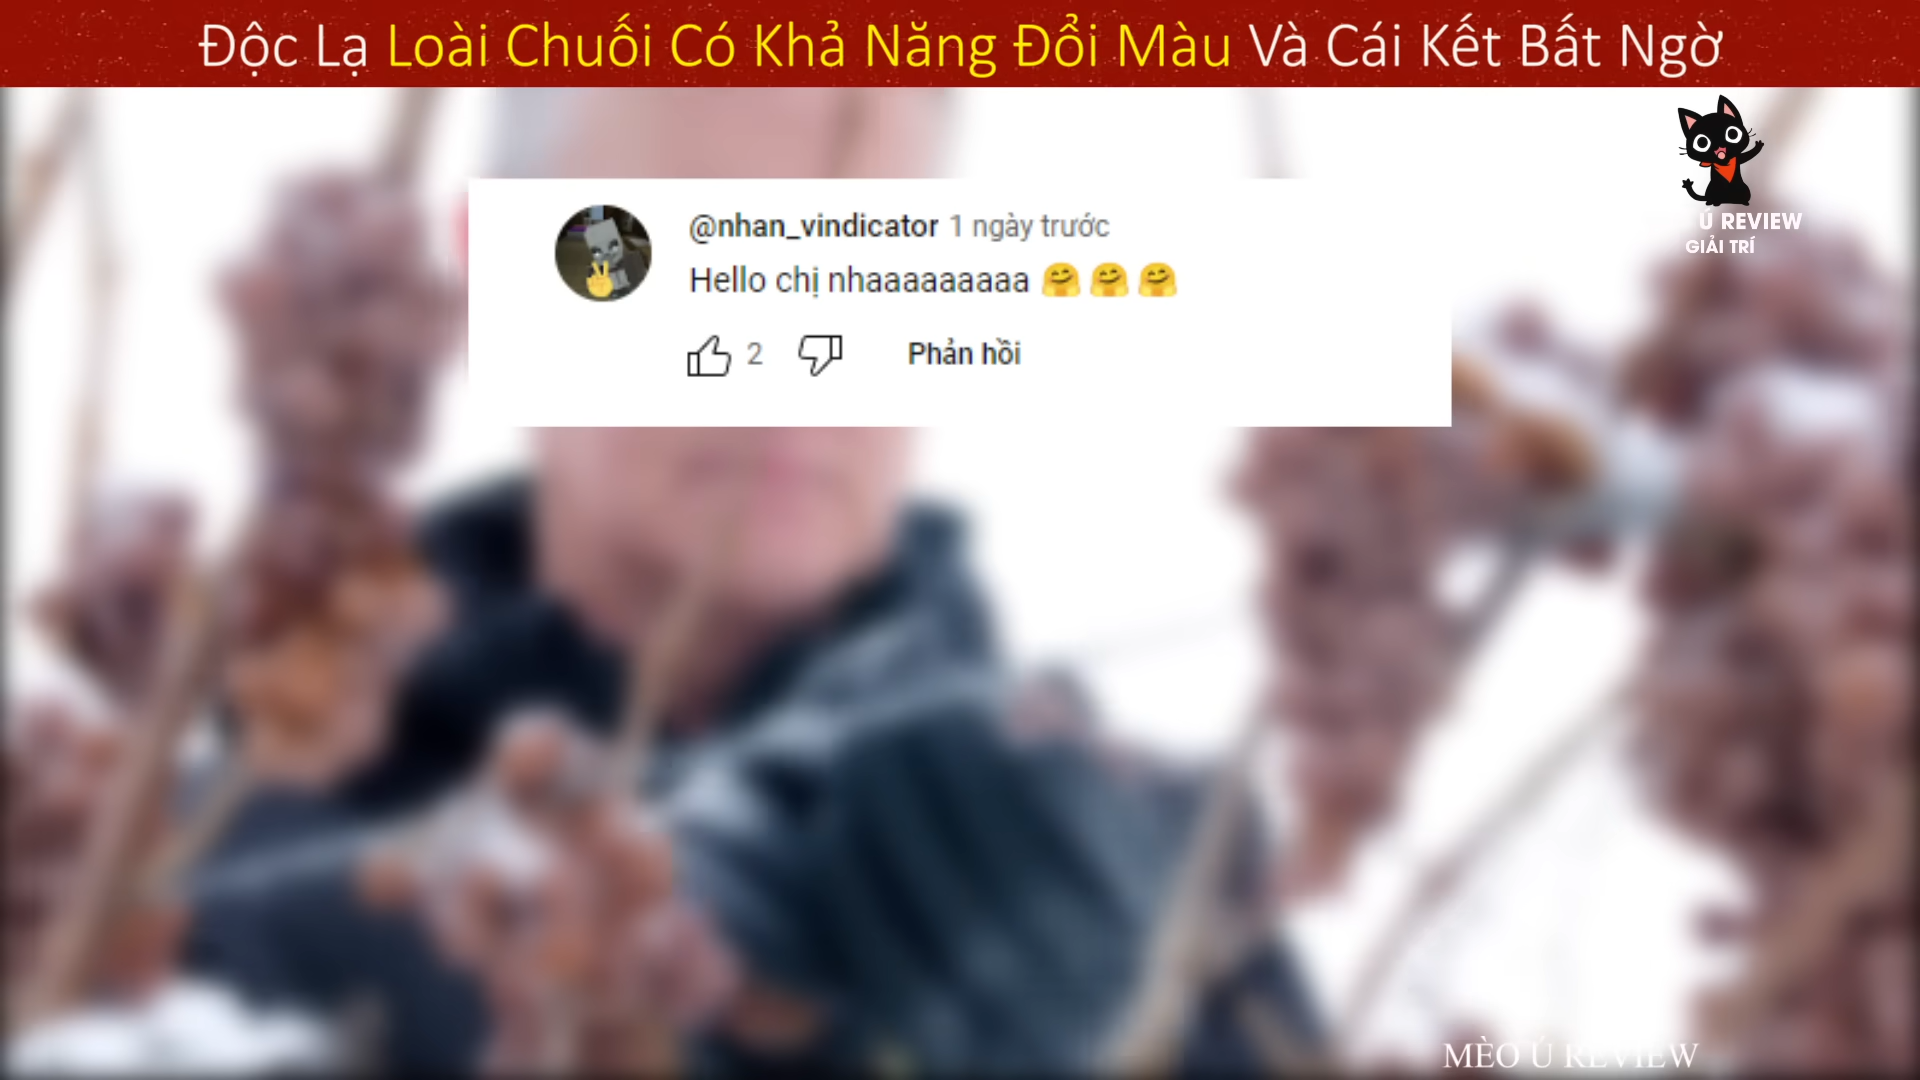 Độc Lạ Loài Chuối Có Khả Năng Đổi Màu Và Cái Kết Bất Ngờ
Ú REVIEW
GIẢI TRÍ
@nhan_vindicator 1 ngày trước
Hello chị nhaaaaaaaaa 🤗🤗🤗
2 Phản hồi
MÈO Ú REVIEW